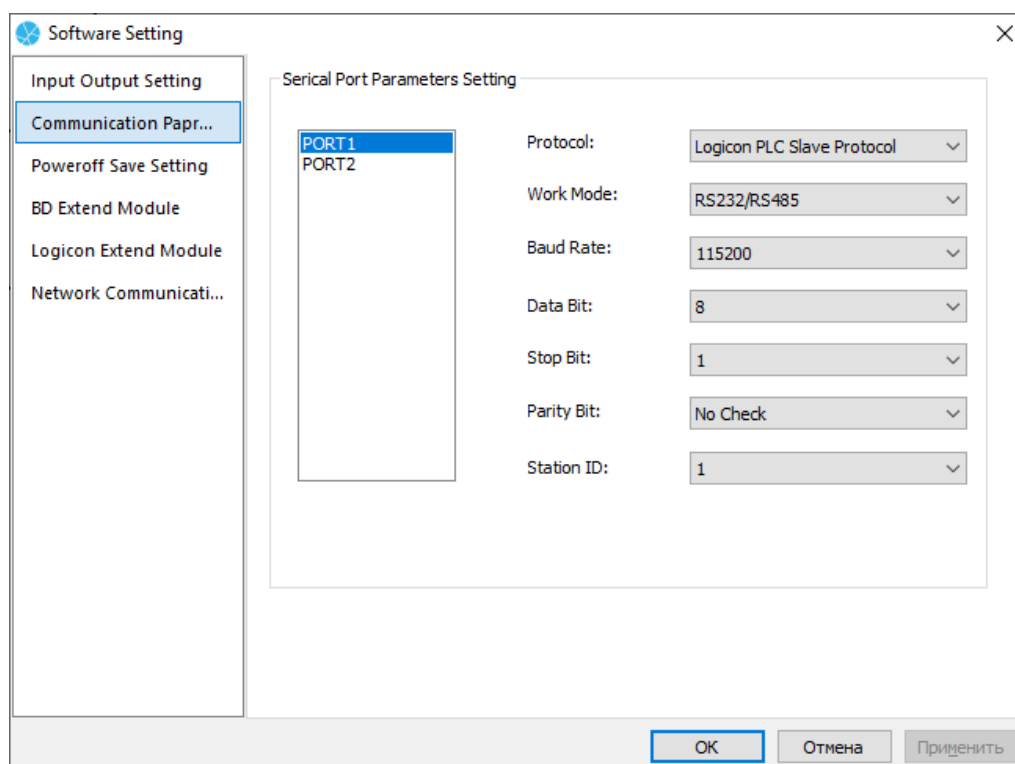 Software Setting
Input Output Setting
Communication Papr...
Poweroff Save Setting
BD Extend Module
Logicon Extend Module
Network Communicati...
Serical Port Parameters Setting
PORT1
PORT2
Protocol: Logicon PLC Slave Protocol
Work Mode: RS232/RS485
Baud Rate: 115200
Data Bit: 8
Stop Bit: 1
Parity Bit: No Check
Station ID: 1
OK Отмена Применить